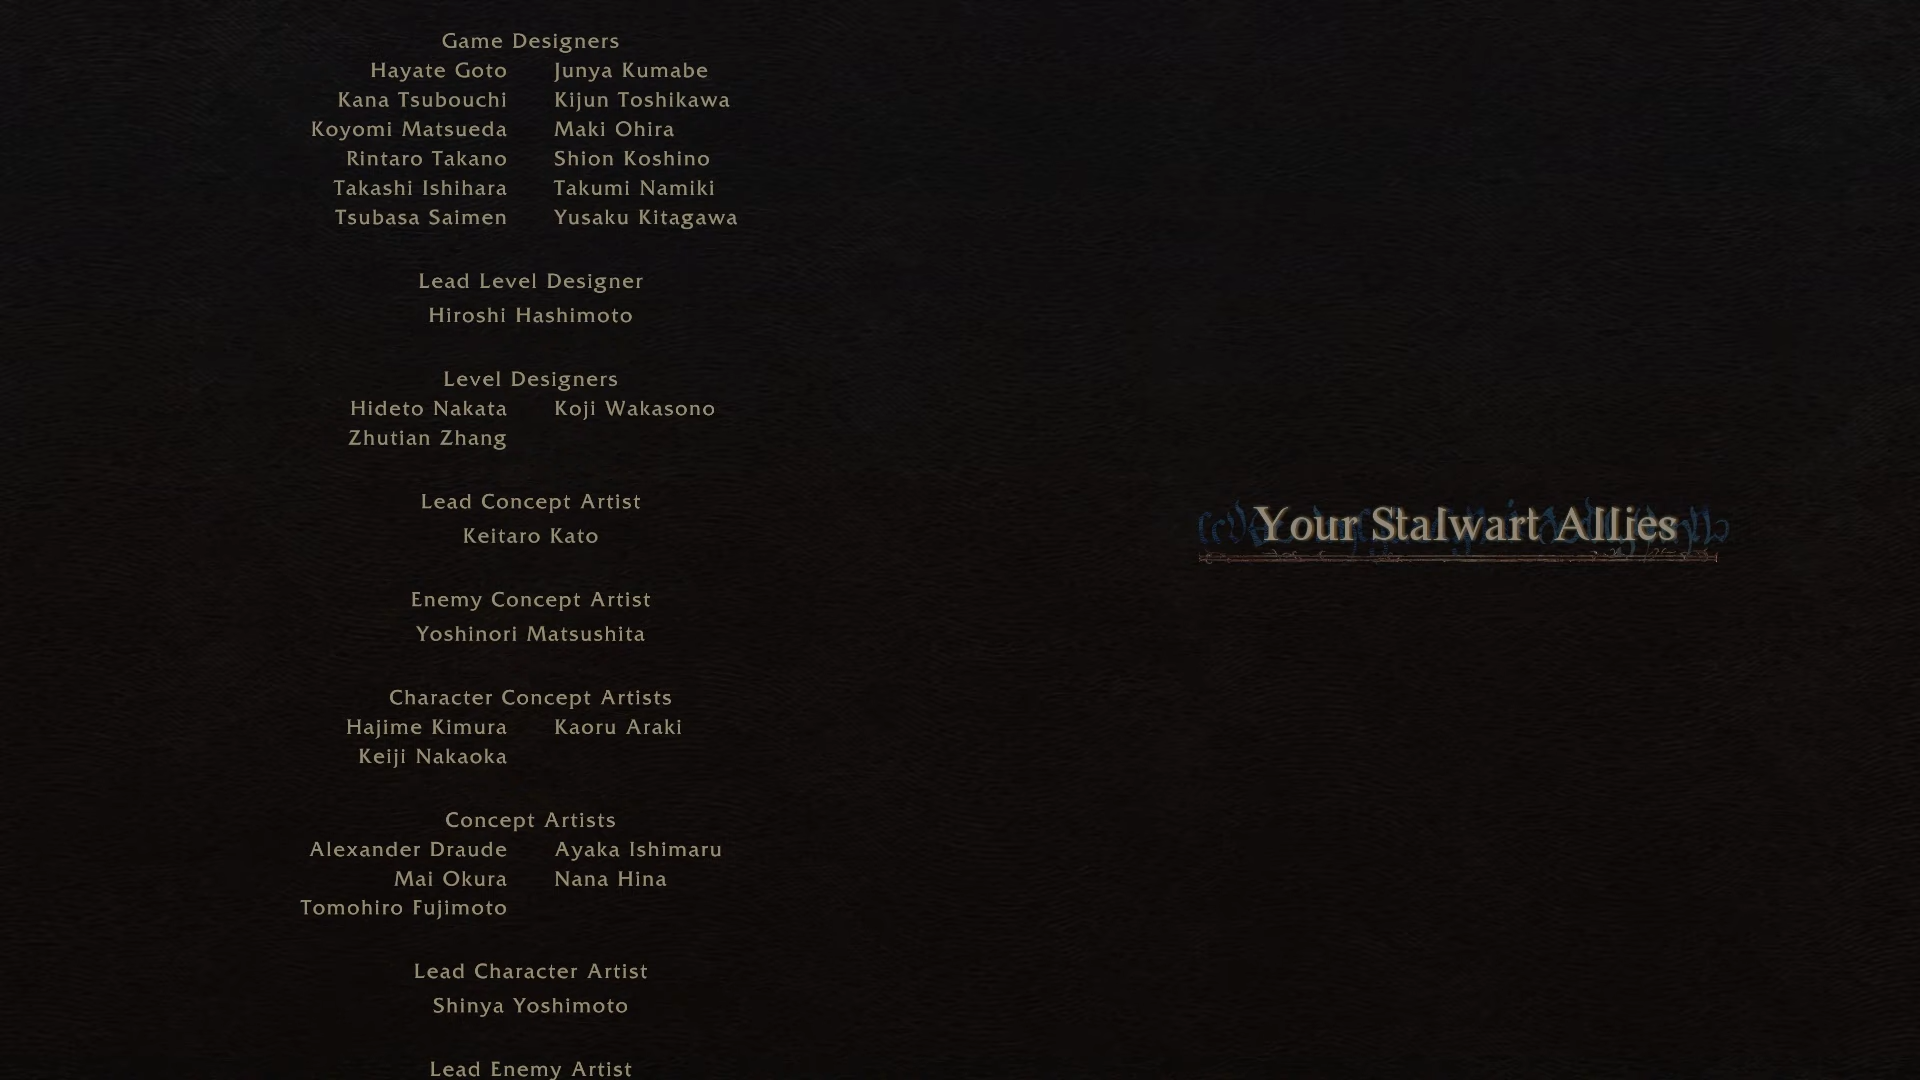 Game Designers
Hayate Goto Junya Kumabe
Kana Tsubouchi Kijun Toshikawa
Koyomi Matsueda Maki Ohira
Rintaro Takano Shion Koshino
Takashi Ishihara Takumi Namiki
Tsubasa Saimen Yusaku Kitagawa
Lead Level Designer
Hiroshi Hashimoto
Level Designers
Hideto Nakata Koji Wakasono
Zhutian Zhang
Lead Concept Artist
Keitaro Kato
Enemy Concept Artist
Yoshinori Matsushita
Character Concept Artists
Hajime Kimura Kaoru Araki
Keiji Nakaoka
Concept Artists
Alexander Draude Ayaka Ishimaru
Mai Okura Nana Hina
Tomohiro Fujimoto
Lead Character Artist
Shinya Yoshimoto
Lead Enemy Artist
Your Stalwart Allies